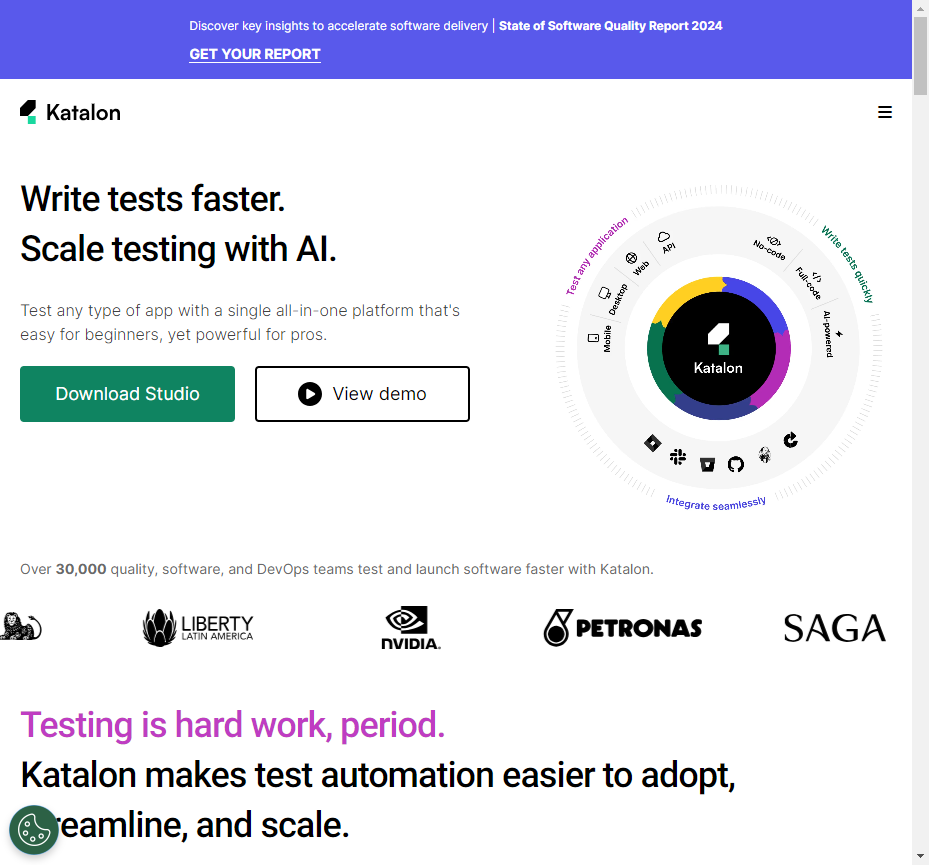 Discover key insights to accelerate software delivery | State of Software Quality Report 2024
GET YOUR REPORT
Katalon
Write tests faster.
Scale testing with AI.
Test any type of app with a single all-in-one platform that's
easy for beginners, yet powerful for pros.
Download Studio
View demo
Test any application
Mobile
Desktop
Web
API
Write tests quickly
No-code
Full-code
AI-powered
Katalon
Integrate seamlessly
Over 30,000 quality, software, and DevOps teams test and launch software faster with Katalon.
LIBERTY
LATIN AMERICA
NVIDIA.
PETRONAS
SAGA
Testing is hard work, period.
Katalon makes test automation easier to adopt,
reamline, and scale.